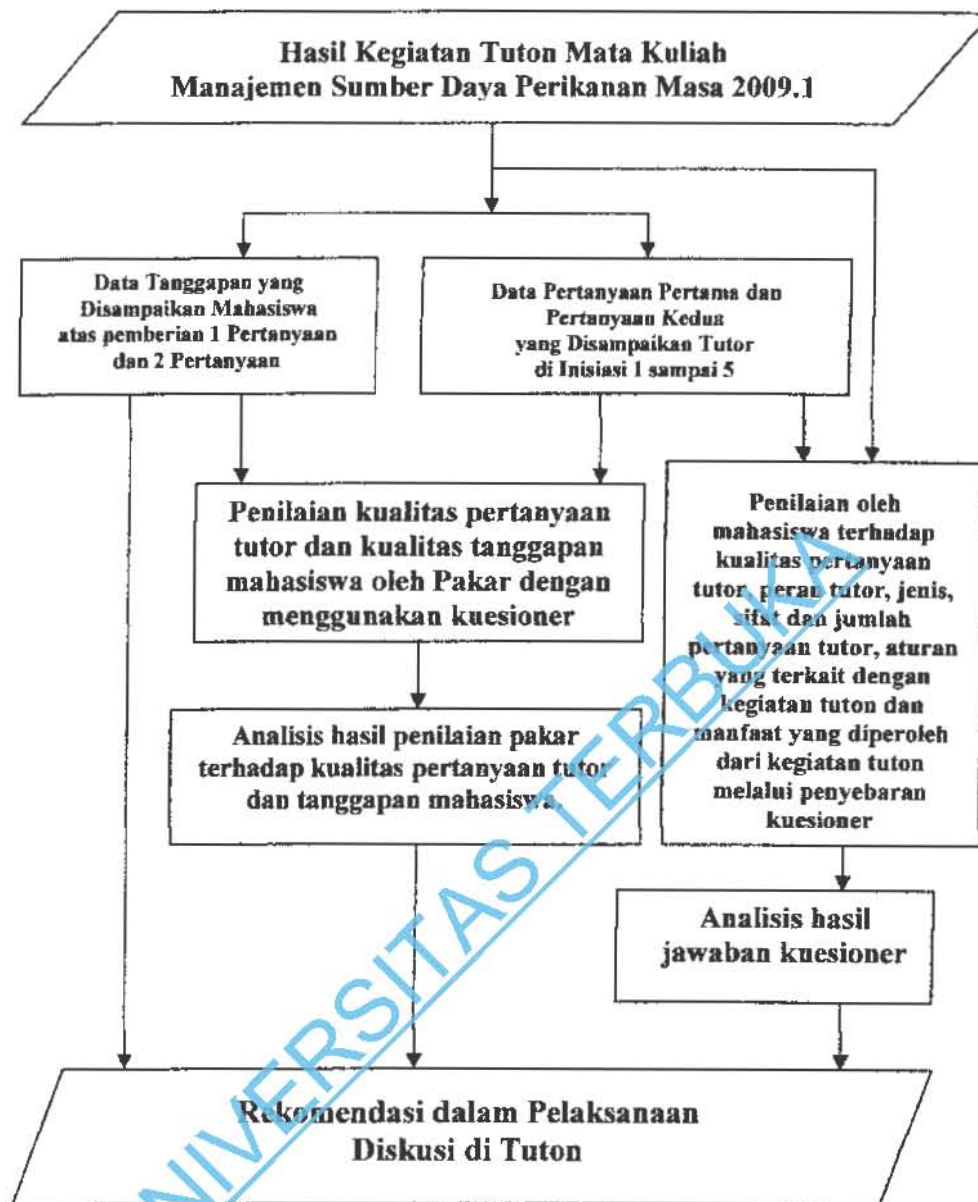 Hasil Kegiatan Tuton Mata Kuliah
Manajemen Sumber Daya Perikanan Masa 2009.1
Data Tanggapan yang
Disampaikan Mahasiswa
atas pemberian 1 Pertanyaan
dan 2 Pertanyaan
Data Pertanyaan Pertama dan
Pertanyaan Kedua
yang Disampaikan Tutor
di Inisiasi 1 sampai 5
Penilaian kualitas pertanyaan
tutor dan kualitas tanggapan
mahasiswa oleh Pakar dengan
menggunakan kuesioner
Penilaian oleh
mahasiswa terhadap
kualitas pertanyaan
tutor, peran tutor, jenis,
sifat dan jumlah
pertanyaan tutor, aturan
yang terkait dengan
kegiatan tuton dan
manfaat yang diperoleh
dari kegiatan tuton
melalui penyebaran
kuesioner
Analisis hasil penilaian pakar
terhadap kualitas pertanyaan tutor
dan tanggapan mahasiswa.
Analisis hasil
jawaban kuesioner
Rekomendasi dalam Pelaksanaan
Diskusi di Tuton
UNIVERSITAS TERBUKA